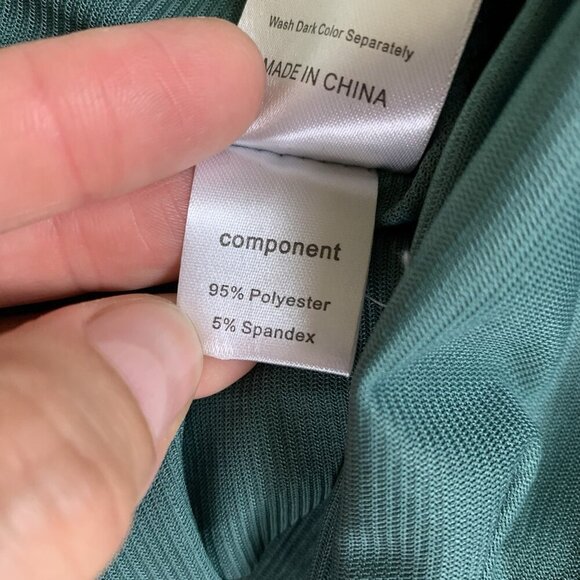 Wash Dark Color Separately
MADE IN CHINA
component
95% Polyester
5% Spandex